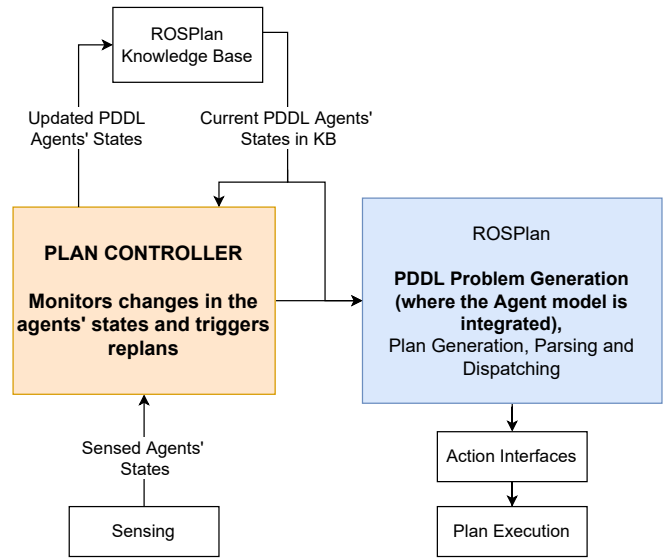 ROSPlan
Knowledge Base
Updated PDDL
Agents' States
Current PDDL Agents'
States in KB
PLAN CONTROLLER
Monitors changes in the
agents' states and triggers
replans
ROSPlan
PDDL Problem Generation
(where the Agent model is
integrated),
Plan Generation, Parsing and
Dispatching
Sensed Agents'
States
Sensing
Action Interfaces
Plan Execution